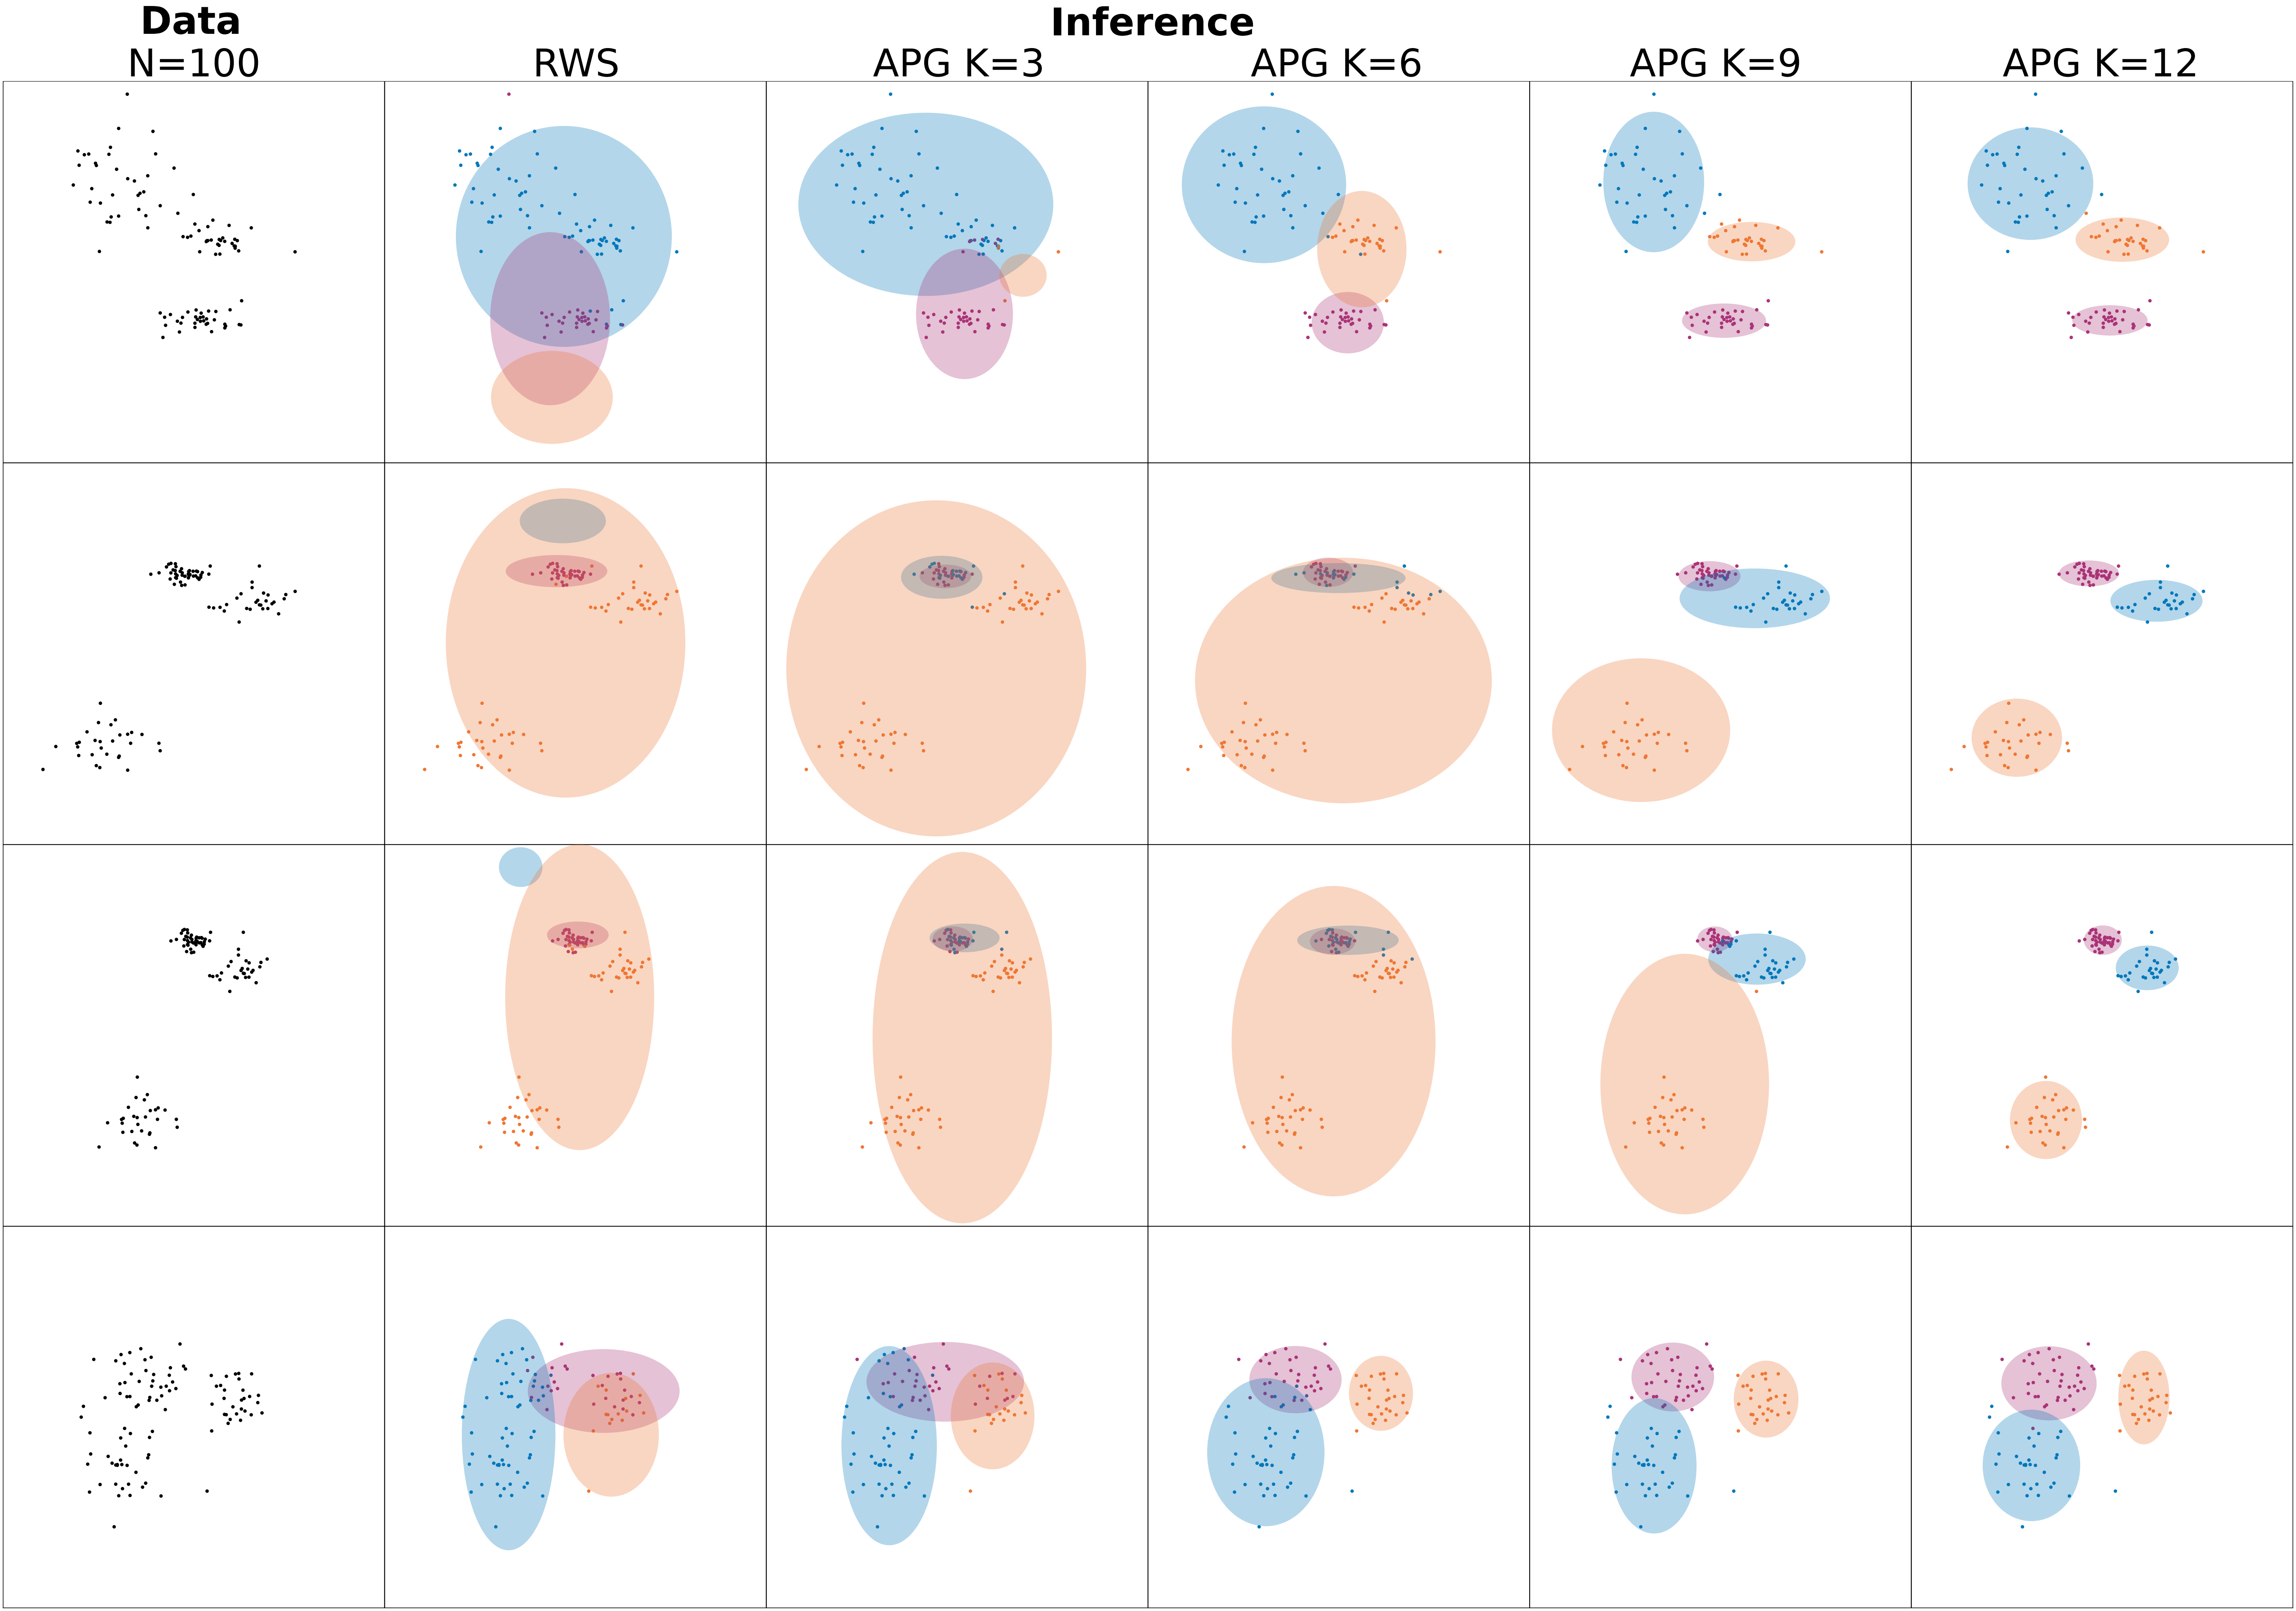 Data
Inference
N=100
RWS
APG K=3
APG K=6
APG K=9
APG K=12